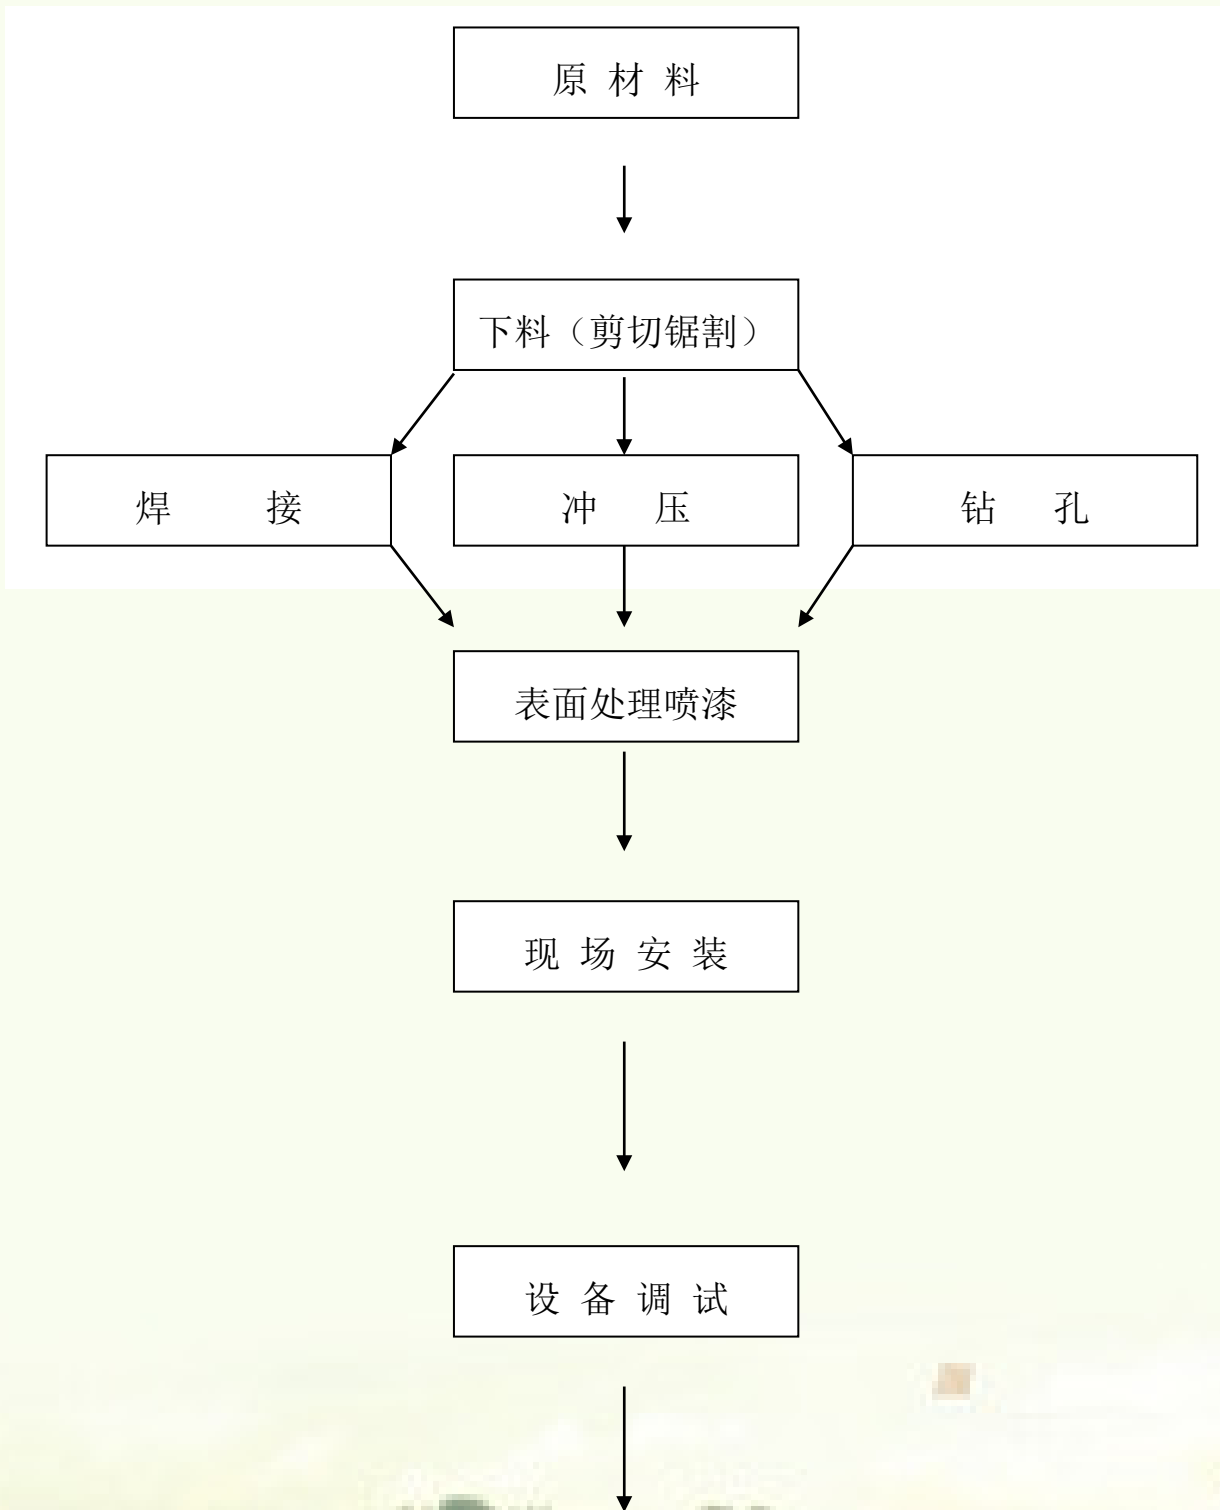 原 材 料
下料（剪切锯割）
焊 接 冲 压 钻 孔
表面处理喷漆
现 场 安 装
设 备 调 试